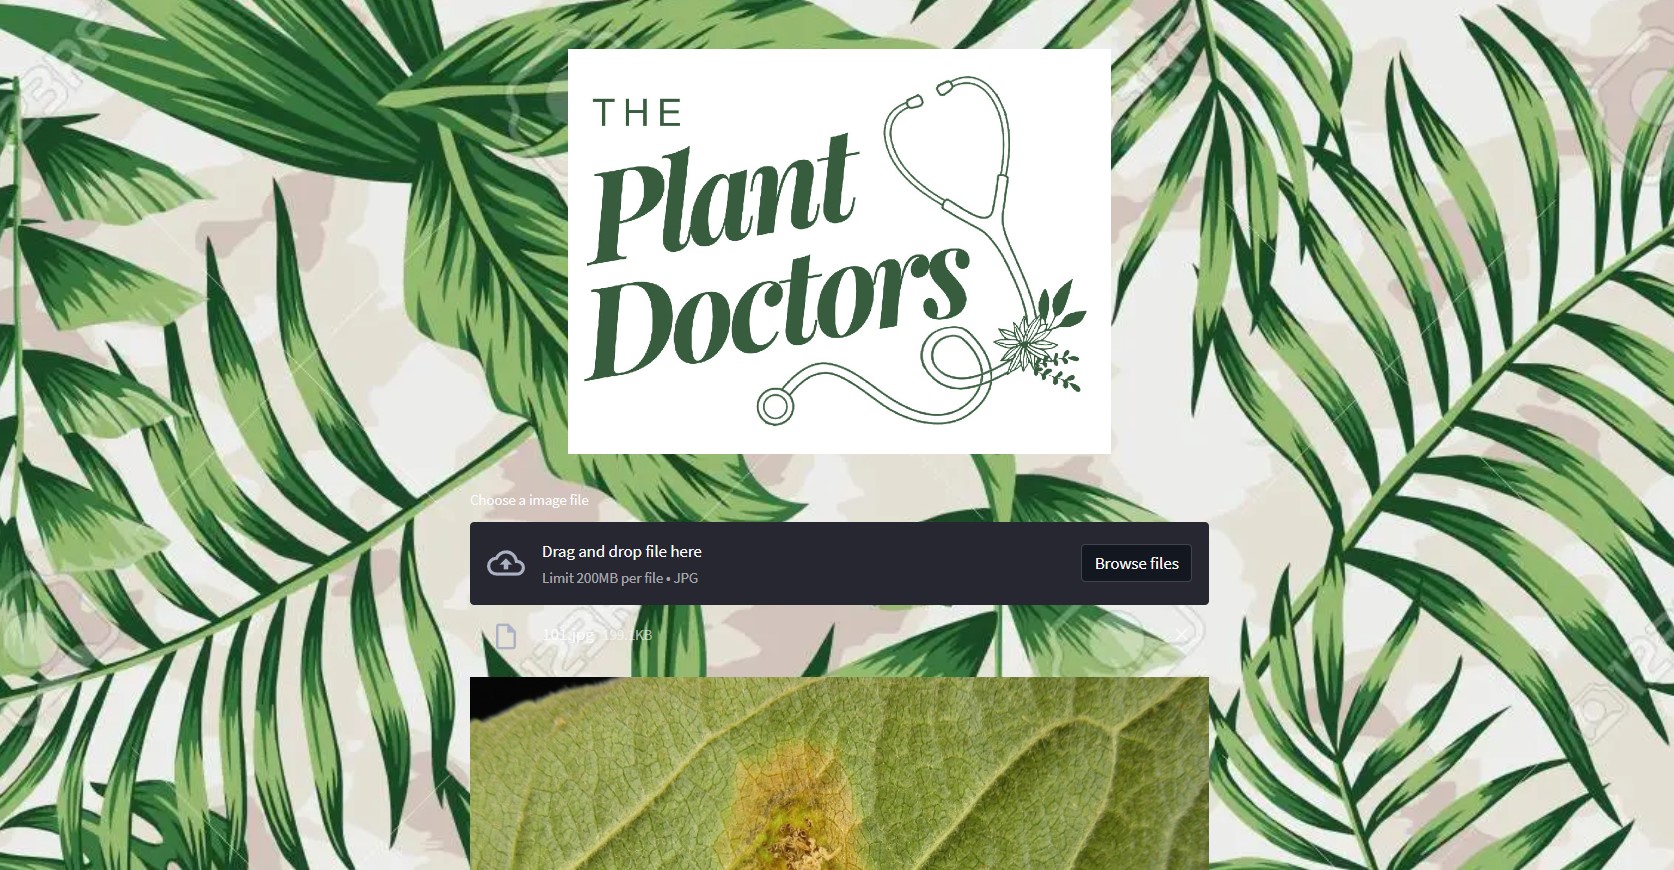 THE
Plant
Doctors
Choose a image file
Drag and drop file here
Limit 200MB per file • JPG
Browse files
101.jpg 199.1KB
123RF